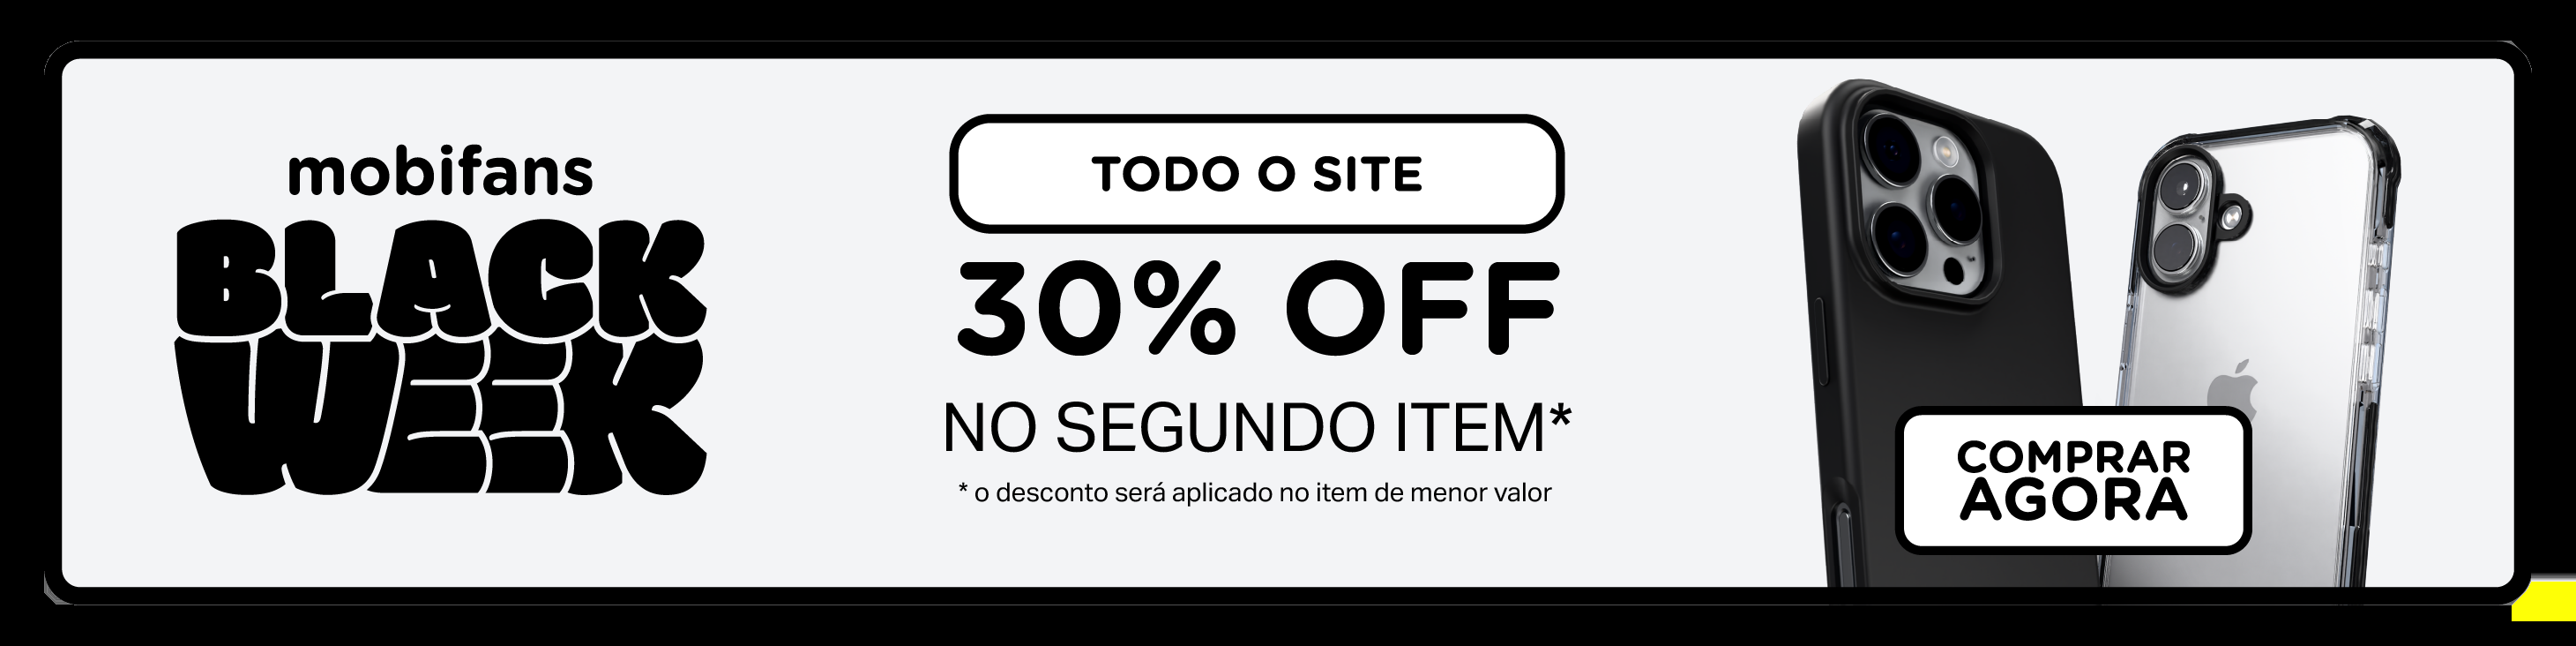 mobifans
BLACK
WEEK
TODO O SITE
30% OFF
NO SEGUNDO ITEM*
* o desconto será aplicado no item de menor valor
COMPRAR
AGORA